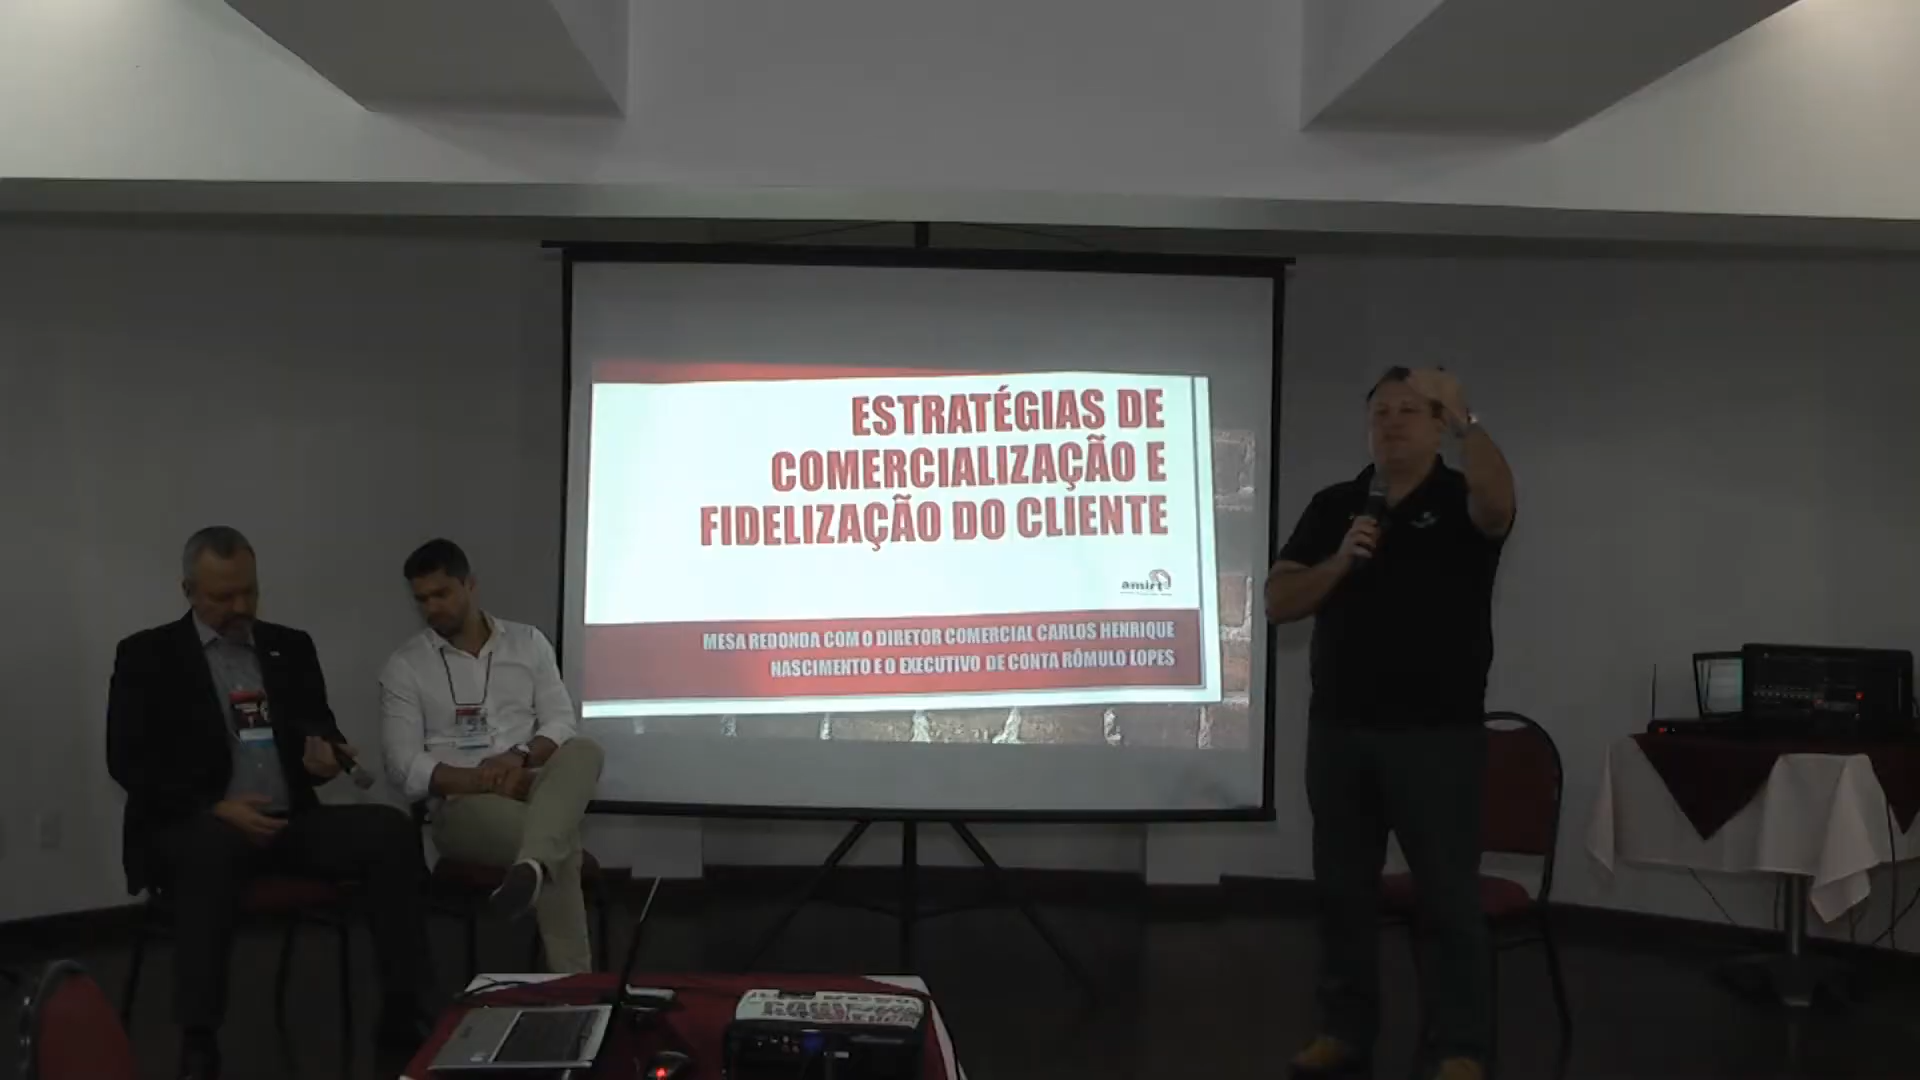 ESTRATÉGIAS DE
COMERCIALIZAÇÃO E
FIDELIZAÇÃO DO CLIENTE
amirt
MESA REDONDA COM O DIRETOR COMERCIAL CARLOS HENRIQUE
NASCIMENTO E O EXECUTIVO DE CONTA RÔMULO LOPES